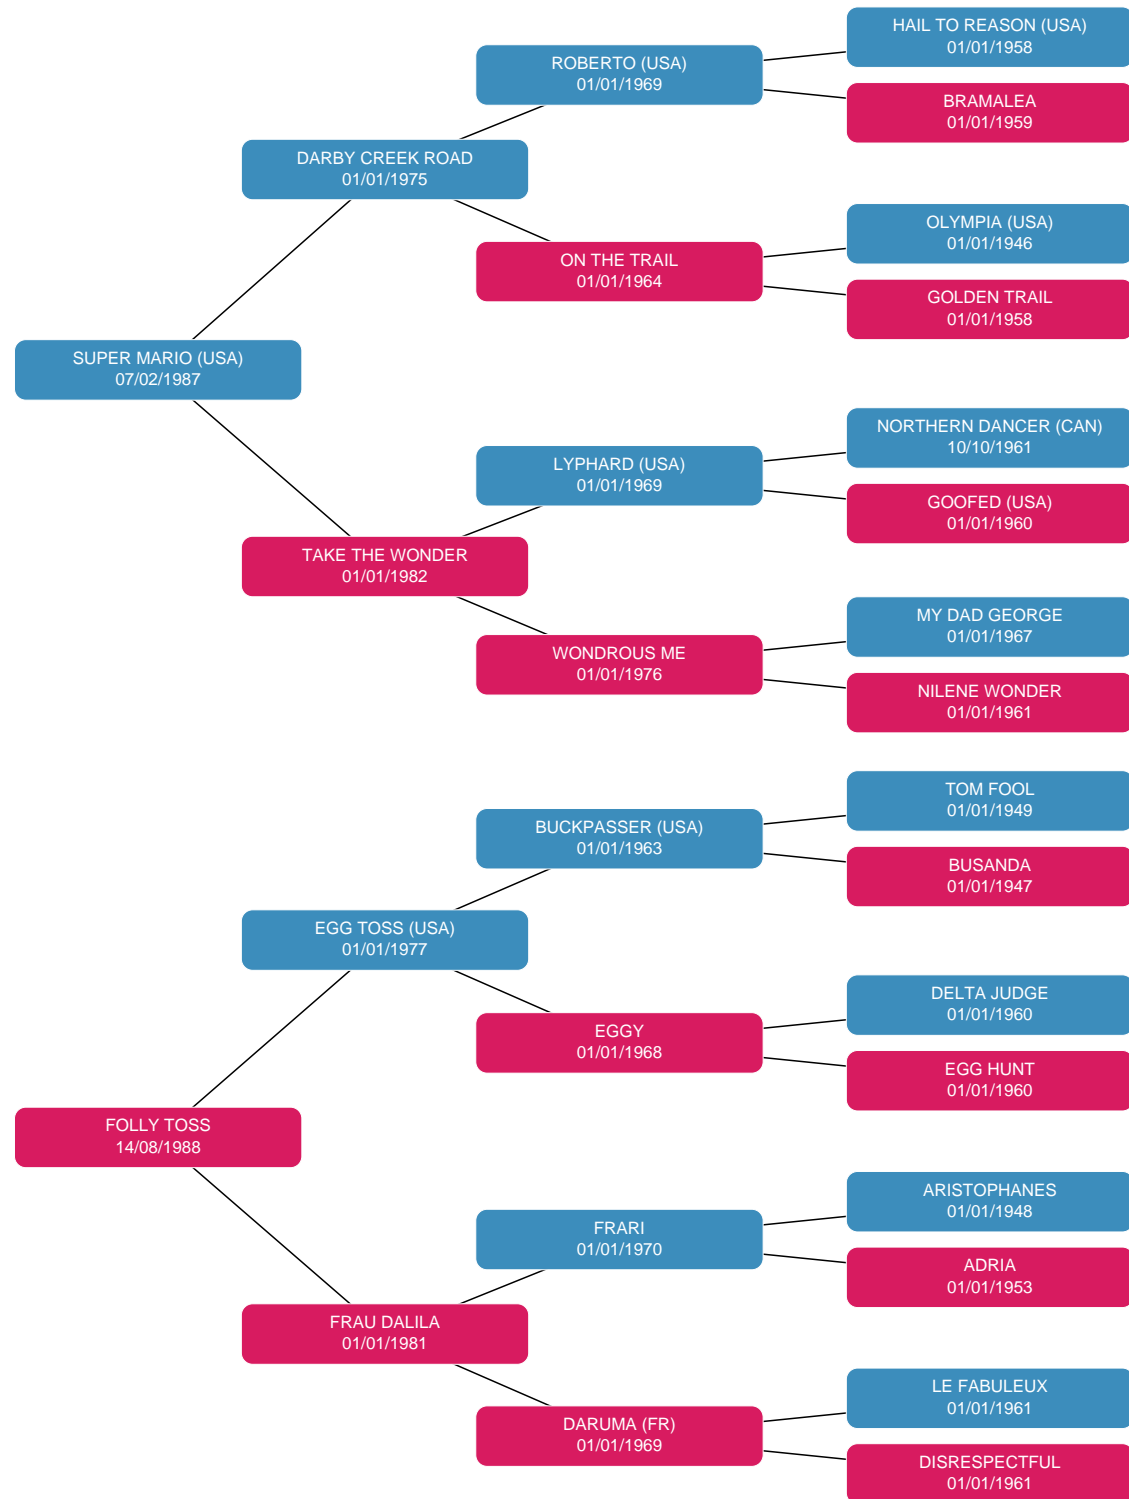 HAIL TO REASON (USA)
01/01/1958
ROBERTO (USA)
01/01/1969
BRAMALEA
01/01/1959
DARBY CREEK ROAD
01/01/1975
OLYMPIA (USA)
01/01/1946
ON THE TRAIL
01/01/1964
GOLDEN TRAIL
01/01/1958
SUPER MARIO (USA)
07/02/1987
NORTHERN DANCER (CAN)
10/10/1961
LYPHARD (USA)
01/01/1969
GOOFED (USA)
01/01/1960
TAKE THE WONDER
01/01/1982
MY DAD GEORGE
01/01/1967
WONDROUS ME
01/01/1976
NILENE WONDER
01/01/1961
TOM FOOL
01/01/1949
BUCKPASSER (USA)
01/01/1963
BUSANDA
01/01/1947
EGG TOSS (USA)
01/01/1977
DELTA JUDGE
01/01/1960
EGGY
01/01/1968
EGG HUNT
01/01/1960
FOLLY TOSS
14/08/1988
ARISTOPHANES
01/01/1948
FRARI
01/01/1970
ADRIA
01/01/1953
FRAU DALILA
01/01/1981
LE FABULEUX
01/01/1961
DARUMA (FR)
01/01/1969
DISRESPECTFUL
01/01/1961